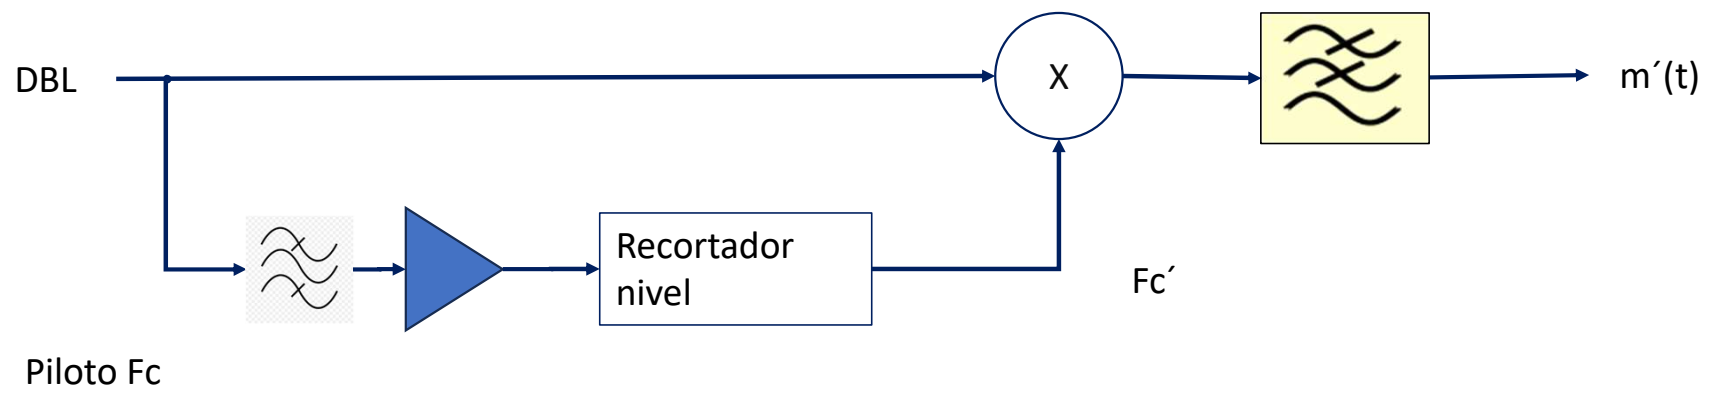 DBL
X
m´(t)
Recortador
nivel
Fc´
Piloto Fc